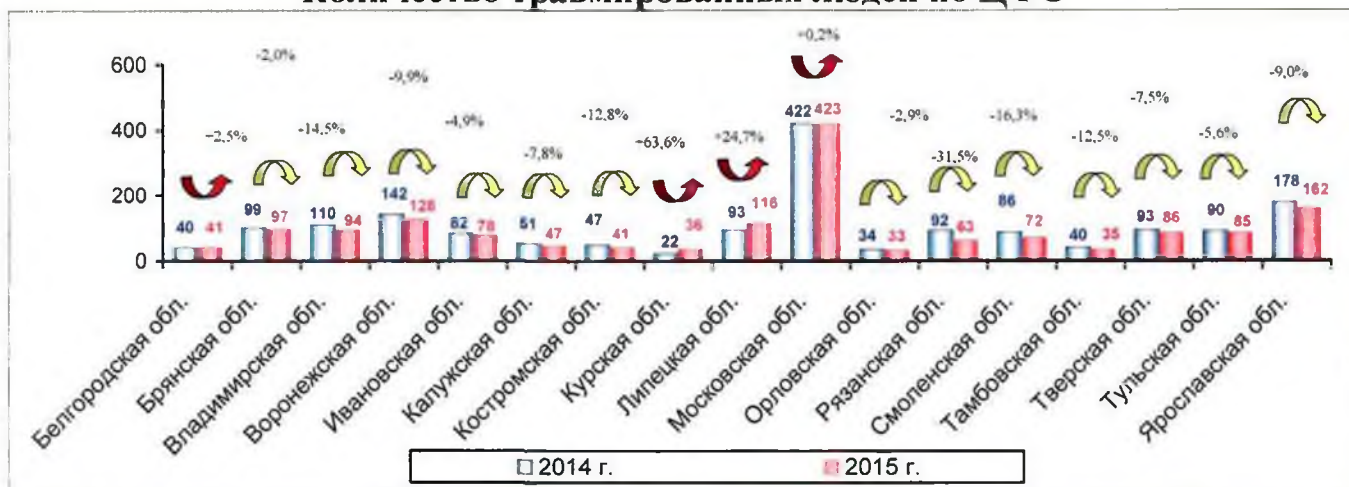 +0,2%
-2,0%
-9,9%
-12,8%
-7,5%
-9,0%
600
+2,5%
-14,5%
-4,9%
-7,8%
+63,6%
+24,7%
-2,9%
-31,5%
-16,3%
-12,5%
-5,6%
400
422 423
200
40 41
99 97
110 94
142 128
82 78
51 47
47 41
22 36
93 116
34 33
92 63
86 72
40 35
93 86
90 85
178 162
0
Белгородская обл.
Брянская обл.
Владимирская обл.
Воронежская обл.
Ивановская обл.
Калужская обл.
Костромская обл.
Курская обл.
Липецкая обл.
Московская обл.
Орловская обл.
Рязанская обл.
Смоленская обл.
Тамбовская обл.
Тверская обл.
Тульская обл.
Ярославская обл.
2014 г. 2015 г.